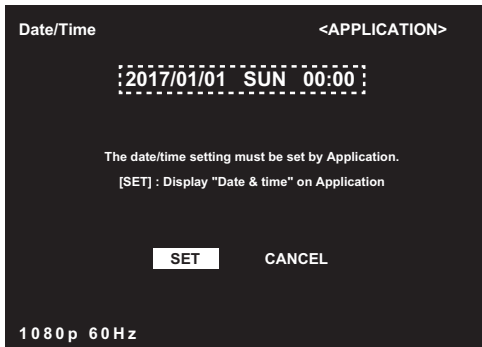 Date/Time <APPLICATION>
2017/01/01 SUN 00:00
The date/time setting must be set by Application.
[SET] : Display "Date & time" on Application
SET CANCEL
1080p 60Hz